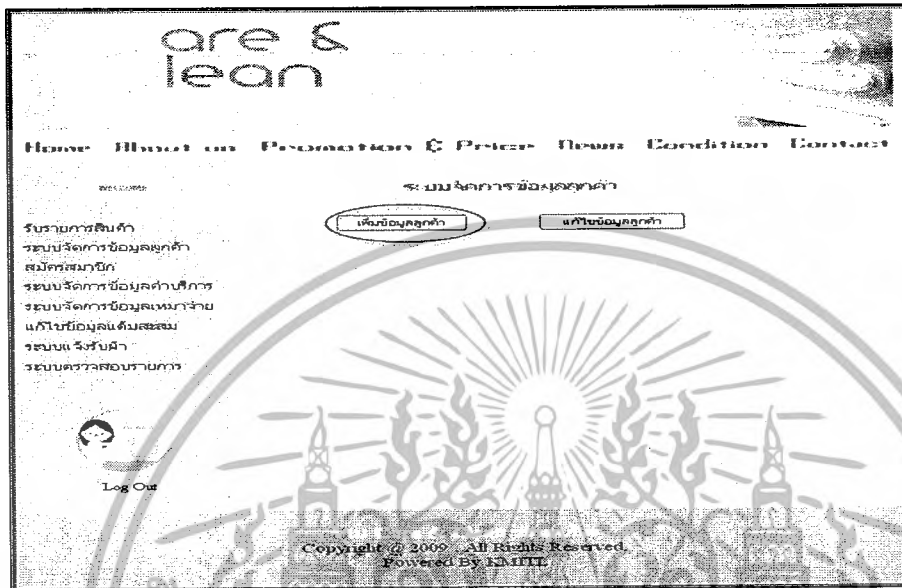 are &
lean
Home About us Promotion & Price News Condition Contact
WELCOME
ระบบจัดการข้อมูลลูกค้า
เพิ่มข้อมูลลูกค้า แก้ไขข้อมูลลูกค้า
รับรายการสินค้า
ระบบจัดการข้อมูลลูกค้า
สมัครสมาชิก
ระบบจัดการข้อมูลค่าบริการ
ระบบจัดการข้อมูลเหมาจ่าย
แก้ไขข้อมูลแต้มสะสม
ระบบแจ้งรับผ้า
ระบบตรวจสอบรายการ
Log Out
Copyright @ 2009 All Rights Reserved.
Powered By KMITL